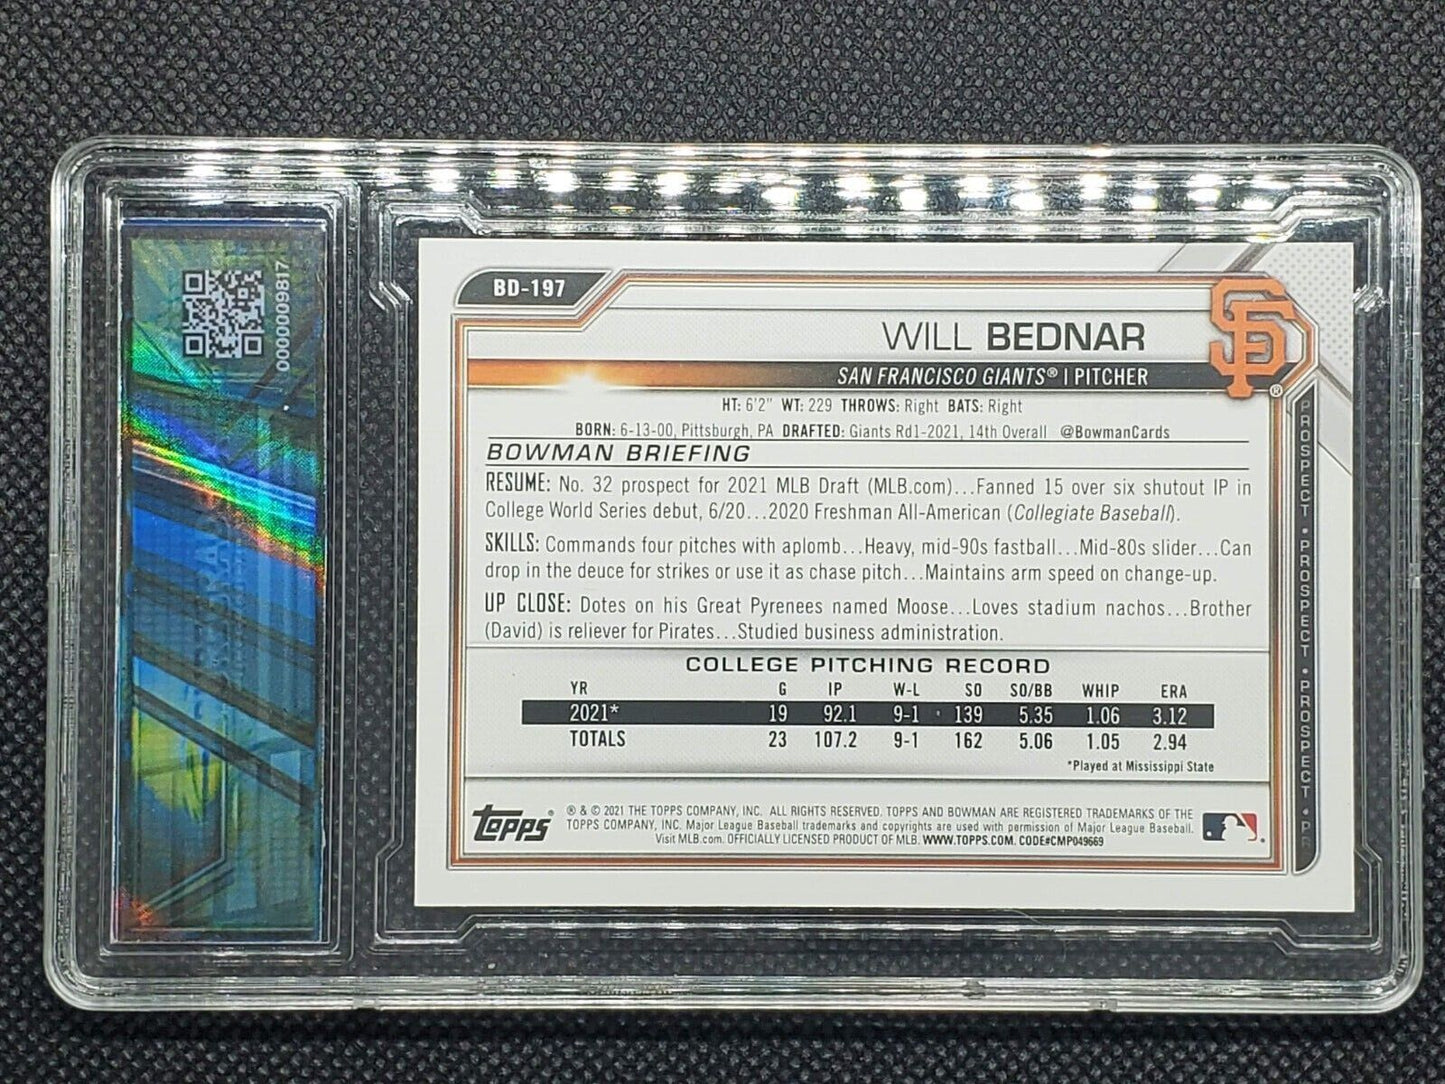 0000009817
BD-197
WILL BEDNAR
SAN FRANCISCO GIANTS® | PITCHER
SF ®
HT: 6'2" WT: 229 THROWS: Right BATS: Right
BORN: 6-13-00, Pittsburgh, PA DRAFTED: Giants Rd1-2021, 14th Overall @BowmanCards
BOWMAN BRIEFING
RESUME: No. 32 prospect for 2021 MLB Draft (MLB.com)...Fanned 15 over six shutout IP in
College World Series debut, 6/20...2020 Freshman All-American (Collegiate Baseball).
SKILLS: Commands four pitches with aplomb...Heavy, mid-90s fastball...Mid-80s slider...Can
drop in the deuce for strikes or use it as chase pitch...Maintains arm speed on change-up.
UP CLOSE: Dotes on his Great Pyrenees named Moose...Loves stadium nachos...Brother
(David) is reliever for Pirates...Studied business administration.
COLLEGE PITCHING RECORD
YR G IP W-L SO SO/BB WHIP ERA
2021* 19 92.1 9-1 139 5.35 1.06 3.12
TOTALS 23 107.2 9-1 162 5.06 1.05 2.94
*Played at Mississippi State
TOPPS ®
® & © 2021 THE TOPPS COMPANY, INC. ALL RIGHTS RESERVED. TOPPS AND BOWMAN ARE REGISTERED TRADEMARKS OF THE
TOPPS COMPANY, INC. Major League Baseball trademarks and copyrights are used with permission of Major League Baseball.
Visit MLB.com. OFFICIALLY LICENSED PRODUCT OF MLB. WWW.TOPPS.COM. CODE#CMP049669
PROSPECT • PROSPECT • PROSPECT • PR